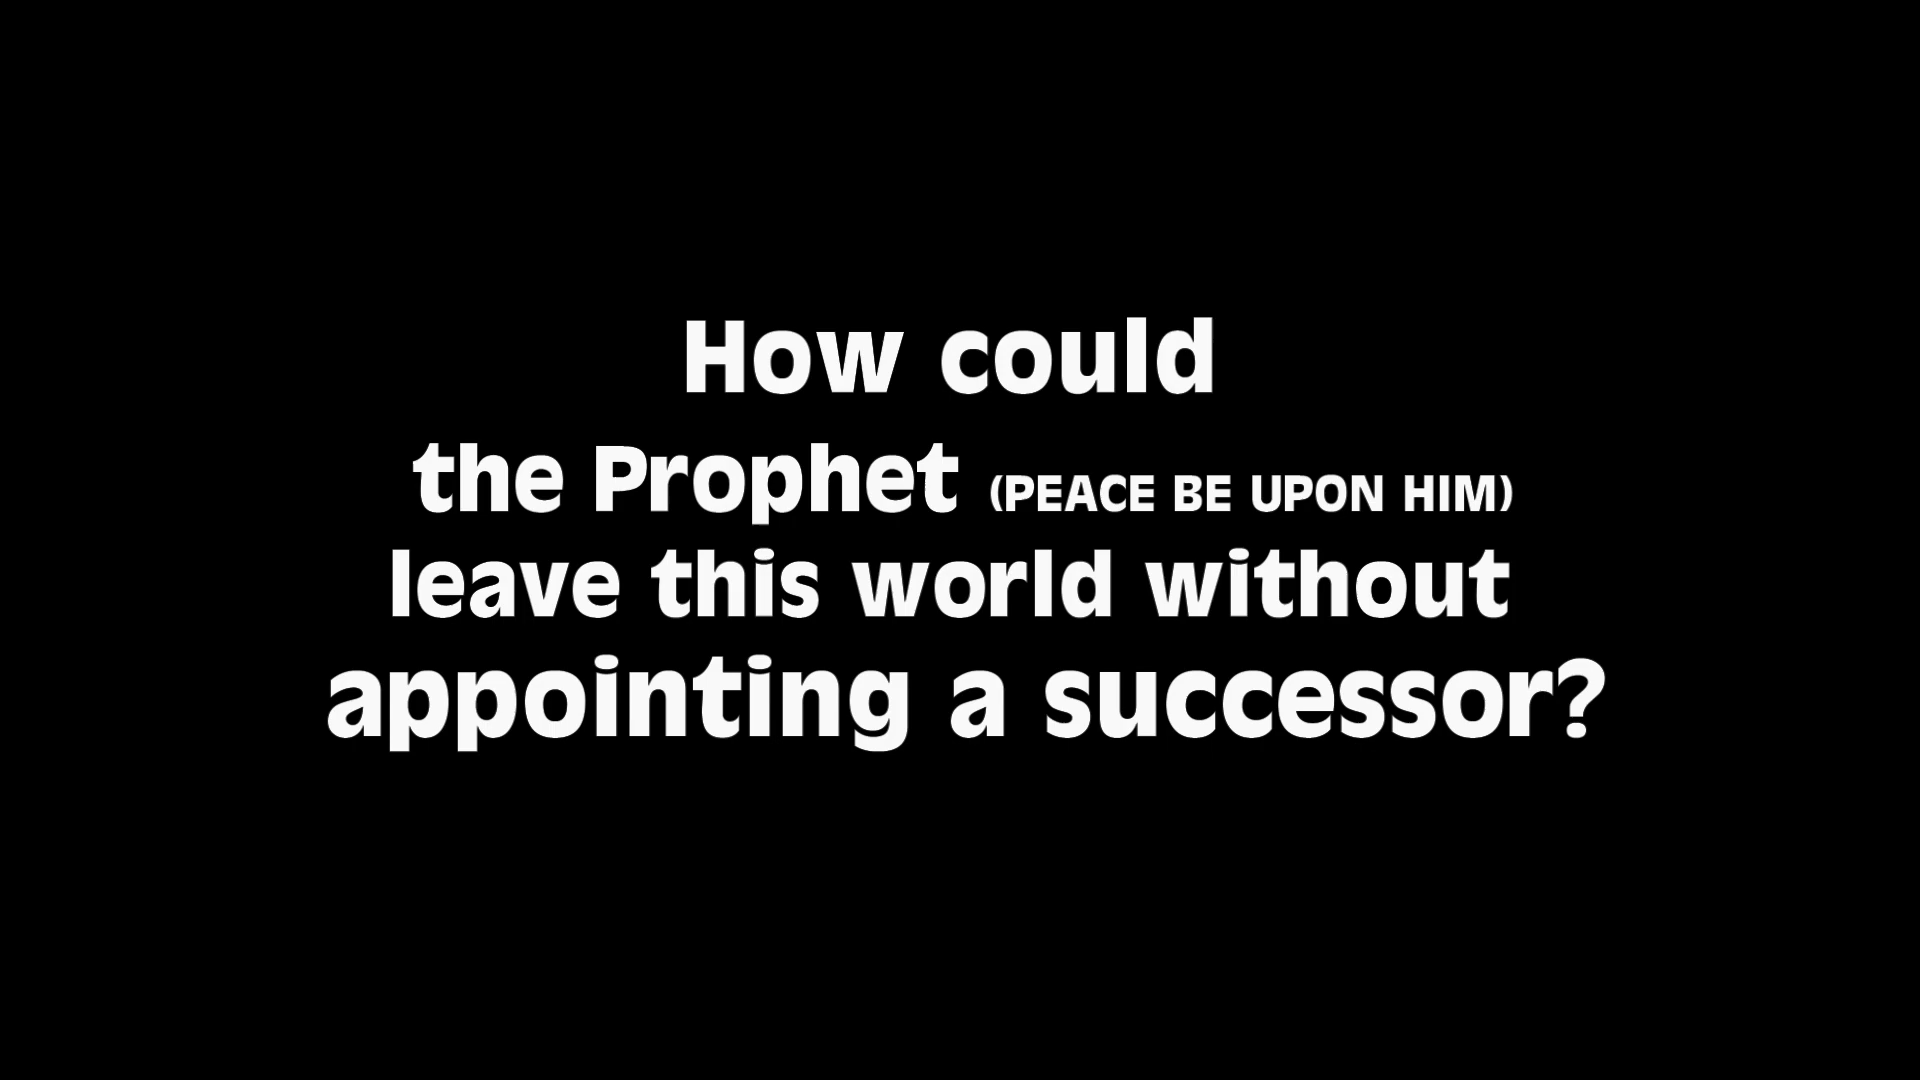 How could
the Prophet (PEACE BE UPON HIM)
leave this world without
appointing a successor?